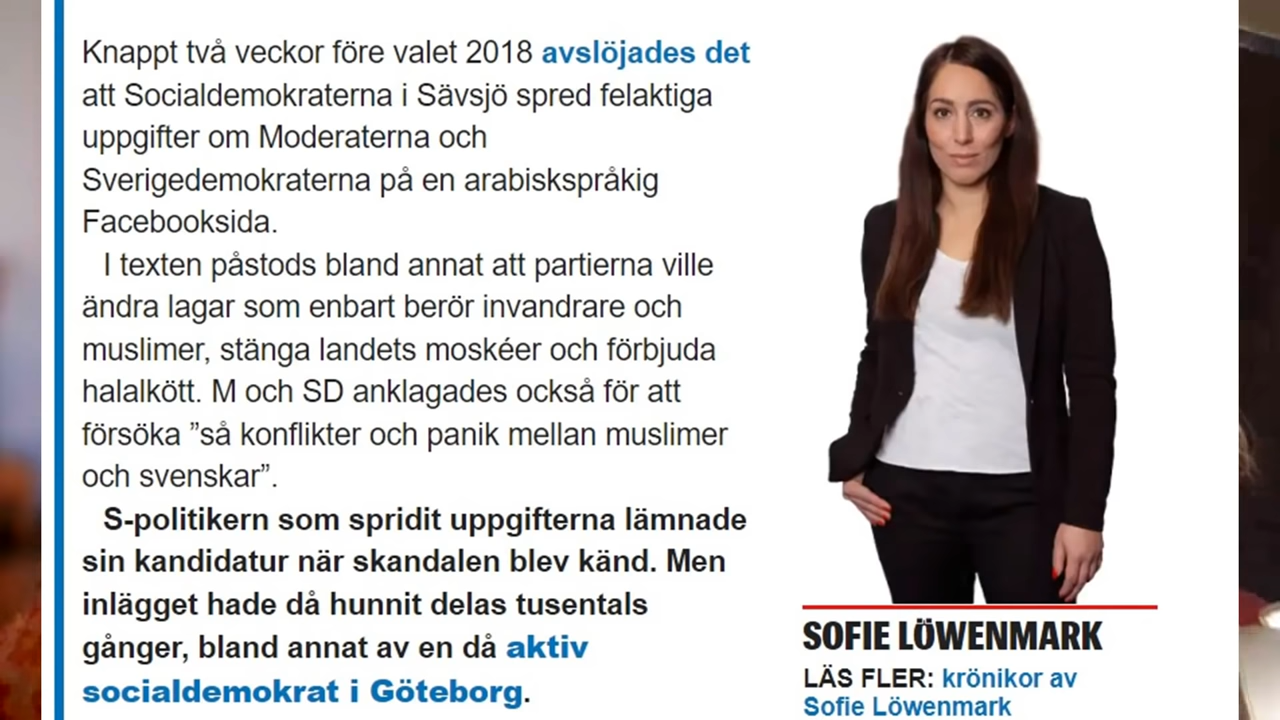 Knappt två veckor före valet 2018 avslöjades det
att Socialdemokraterna i Sävsjö spred felaktiga
uppgifter om Moderaterna och
Sverigedemokraterna på en arabiskspråkig
Facebooksida.
I texten påstods bland annat att partierna ville
ändra lagar som enbart berör invandrare och
muslimer, stänga landets moskéer och förbjuda
halalkött. M och SD anklagades också för att
försöka ”så konflikter och panik mellan muslimer
och svenskar”.
S-politikern som spridit uppgifterna lämnade
sin kandidatur när skandalen blev känd. Men
inlägget hade då hunnit delas tusentals
gånger, bland annat av en då aktiv
socialdemokrat i Göteborg.
SOFIE LÖWENMARK
LÄS FLER: krönikor av
Sofie Löwenmark